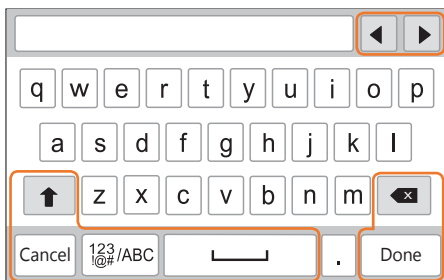 q w e r t y u i o p
a s d f g h j k l
z x c v b n m
Cancel 123 !@# /ABC . Done